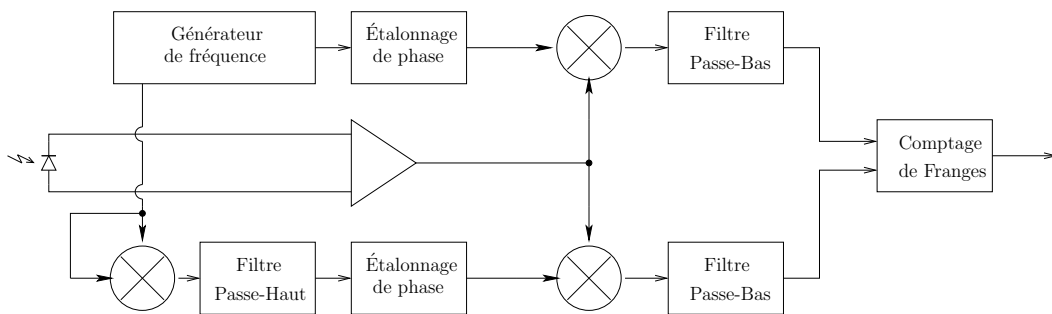 Générateur
de fréquence
Étalonnage
de phase
Filtre
Passe-Bas
Comptage
de Franges
Filtre
Passe-Haut
Étalonnage
de phase
Filtre
Passe-Bas